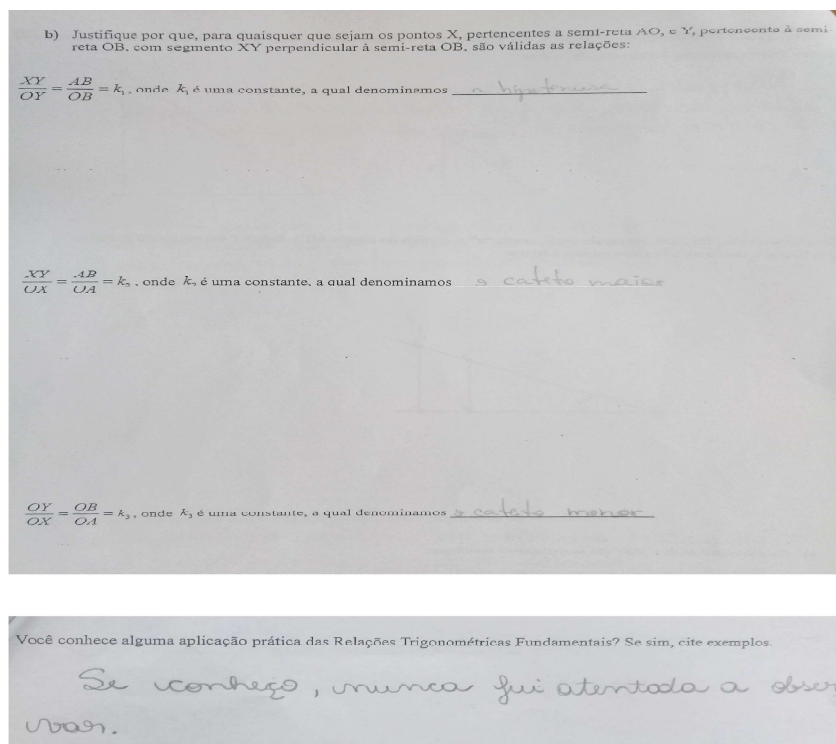 b) Justifique por que, para quaisquer que sejam os pontos X, pertencentes a semi-reta AO, e Y, pertencente à semi-
reta OB, com segmento XY perpendicular à semi-reta OB, são válidas as relações:
XY/OY = AB/OB = k₁, onde k₁ é uma constante, a qual denominamos a hipotenusa
XY/OX = AB/OA = k₂, onde k₂ é uma constante, a qual denominamos o cateto maior
OY/OX = OB/OA = k₃, onde k₃ é uma constante, a qual denominamos o cateto menor
Você conhece alguma aplicação prática das Relações Trigonométricas Fundamentais? Se sim, cite exemplos.
Se conheço, nunca fui atentada a obser
var.